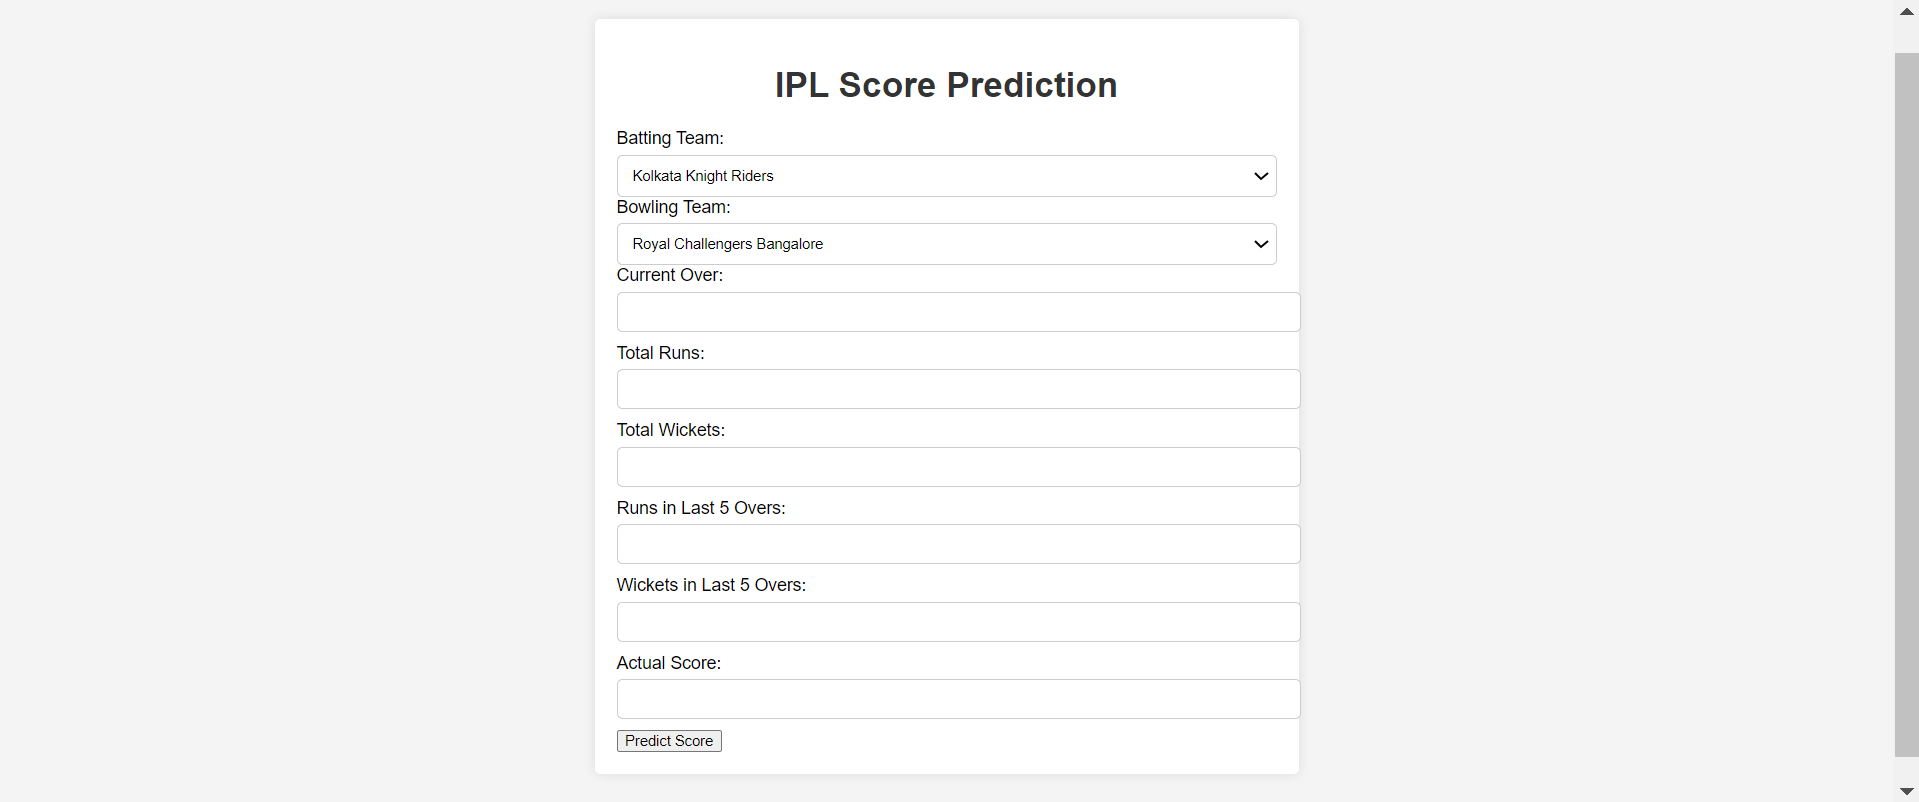 IPL Score Prediction
Batting Team:
Kolkata Knight Riders
Bowling Team:
Royal Challengers Bangalore
Current Over:
Total Runs:
Total Wickets:
Runs in Last 5 Overs:
Wickets in Last 5 Overs:
Actual Score:
Predict Score